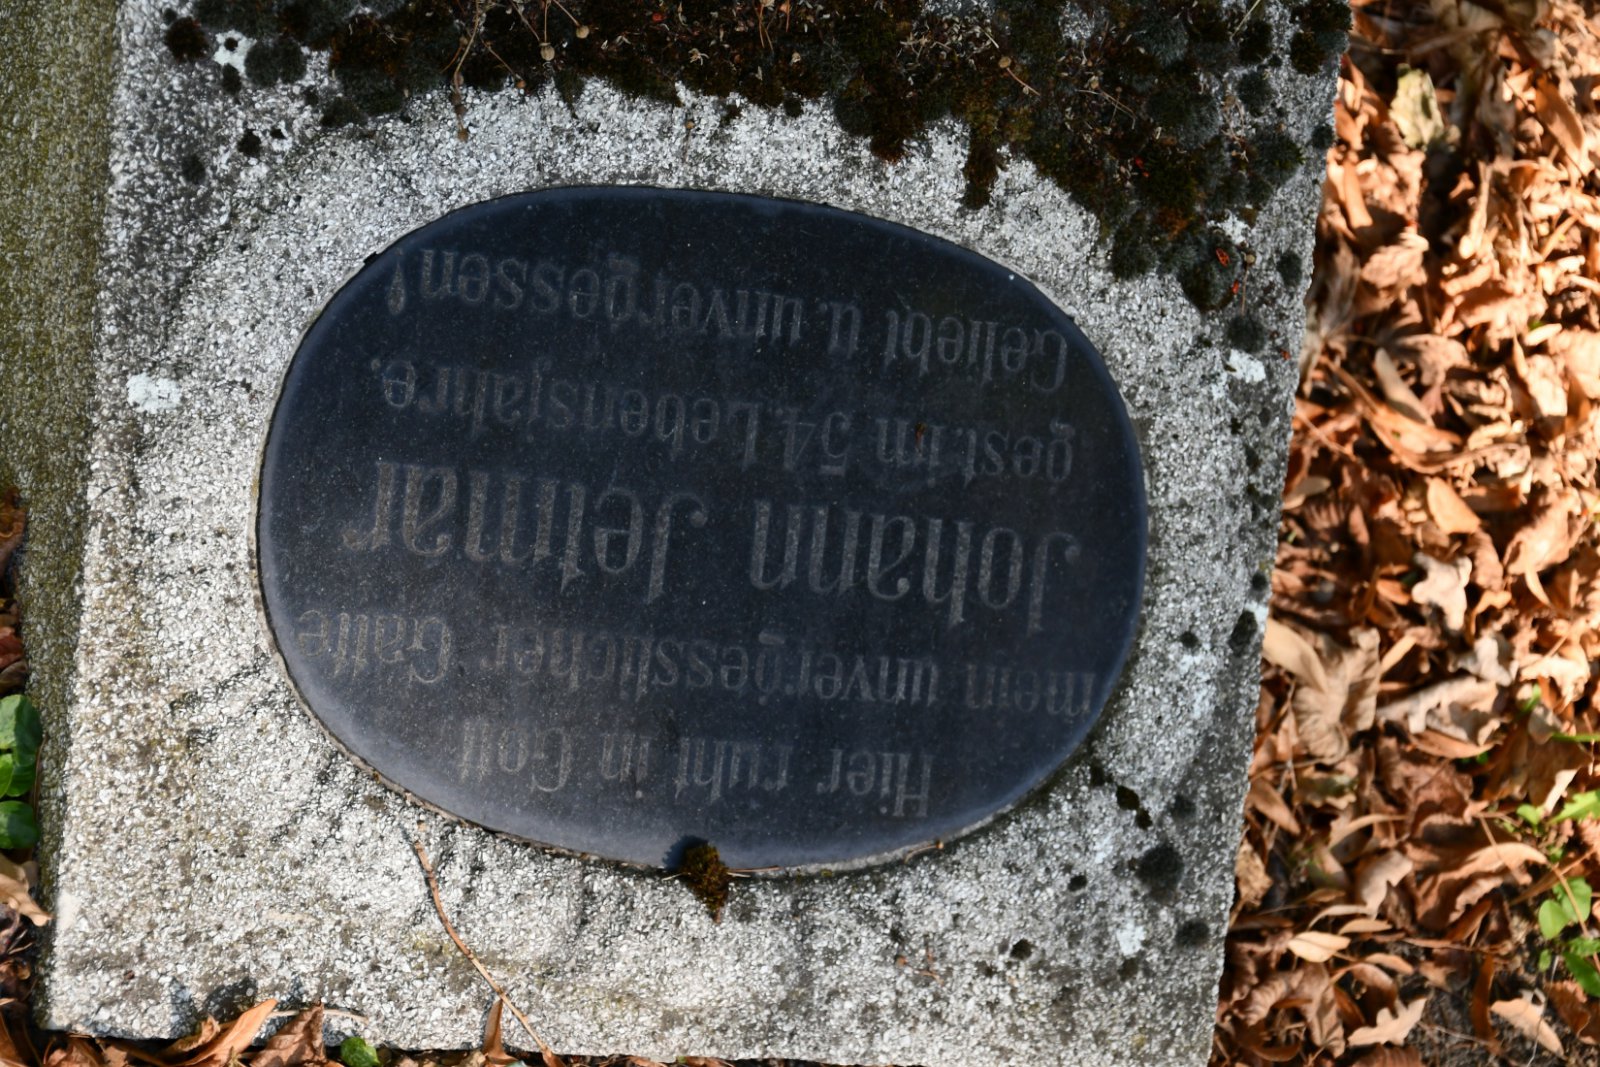 Hier ruht in Gott
mein unvergesslicher Gatte
Johann Jetmar
gest. im 54. Lebensjahre.
Geliebt u. unvergessen!